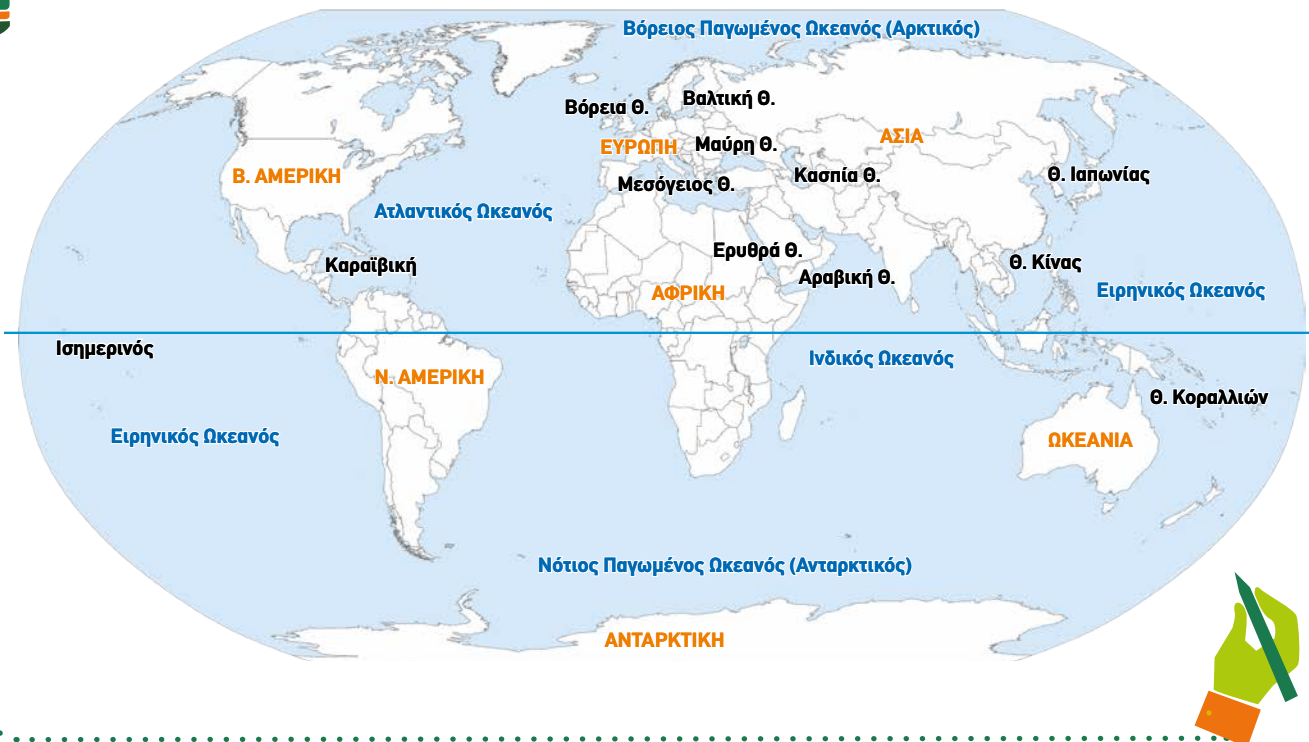 Βόρειος Παγωμένος Ωκεανός (Αρκτικός)
Βόρεια Θ.
Βαλτική Θ.
ΕΥΡΩΠΗ
Μαύρη Θ.
ΑΣΙΑ
Β. ΑΜΕΡΙΚΗ
Μεσόγειος Θ.
Κασπία Θ.
Θ. Ιαπωνίας
Ατλαντικός Ωκεανός
Καραϊβική
Ερυθρά Θ.
Αραβική Θ.
Θ. Κίνας
ΑΦΡΙΚΗ
Ειρηνικός Ωκεανός
Ισημερινός
Ινδικός Ωκεανός
Ν. ΑΜΕΡΙΚΗ
Θ. Κοραλλιών
Ειρηνικός Ωκεανός
ΩΚΕΑΝΙΑ
Νότιος Παγωμένος Ωκεανός (Ανταρκτικός)
ΑΝΤΑΡΚΤΙΚΗ